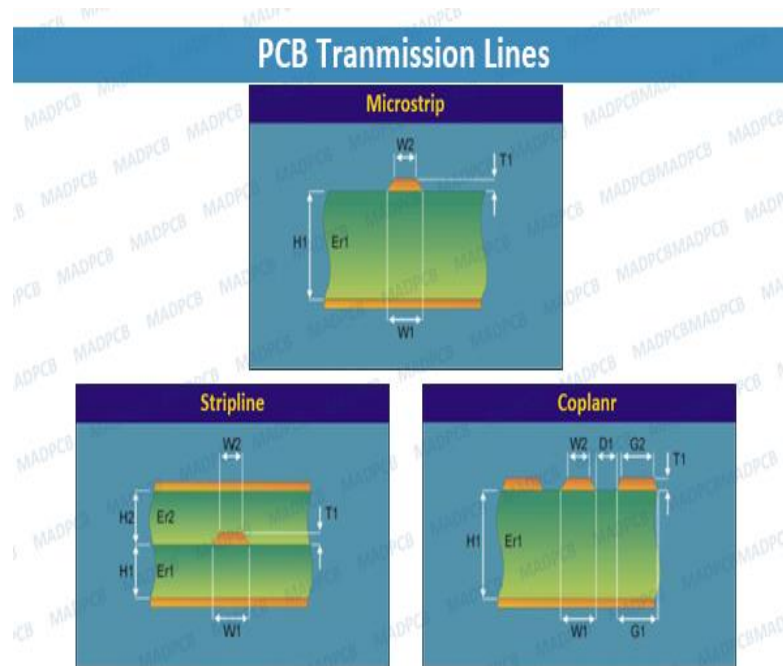 PCB Tranmission Lines
Microstrip
W2
T1
H1
Er1
W1
Stripline
W2
H2
Er2
T1
H1
Er1
W1
Coplanr
W2
D1
G2
T1
H1
Er1
W1
G1
MADPCB